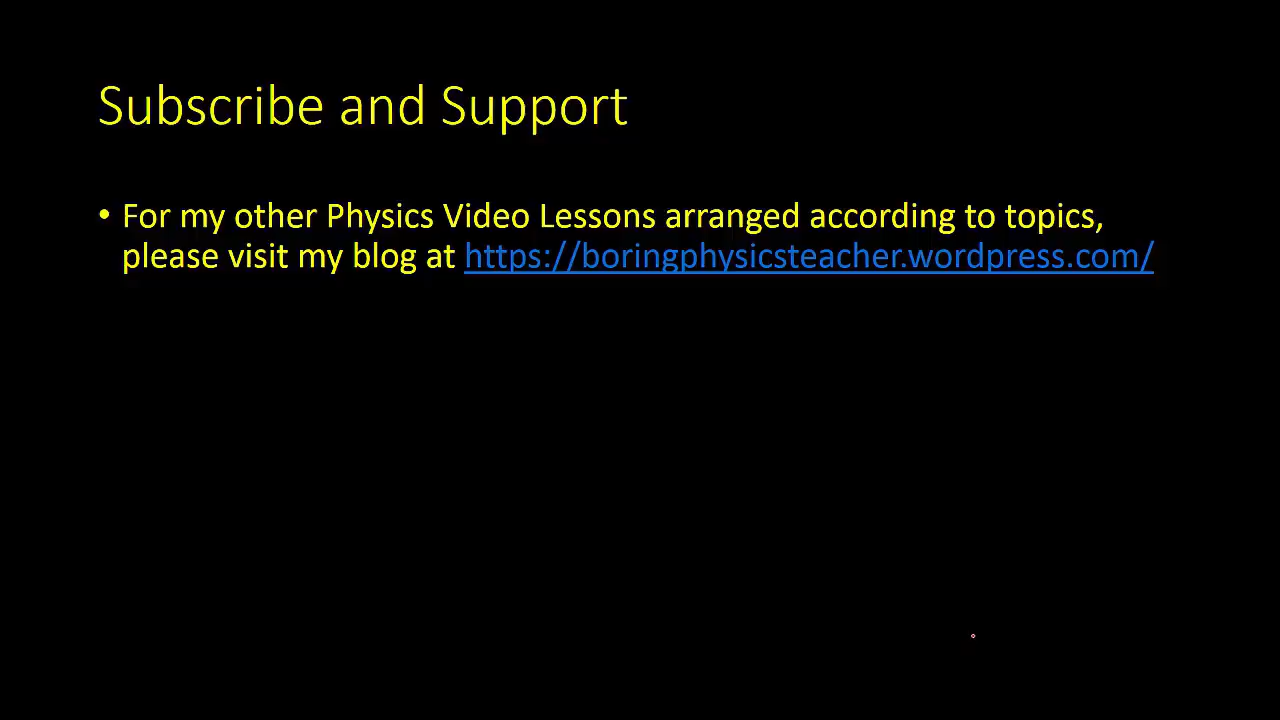 Subscribe and Support
• For my other Physics Video Lessons arranged according to topics,
please visit my blog at https://boringphysicsteacher.wordpress.com/